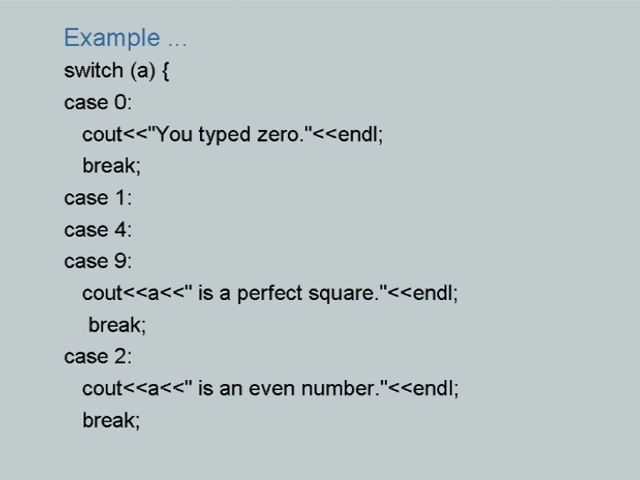 Example ...
switch (a) {
case 0:
cout<<"You typed zero."<<endl;
break;
case 1:
case 4:
case 9:
cout<<a<<" is a perfect square."<<endl;
break;
case 2:
cout<<a<<" is an even number."<<endl;
break;